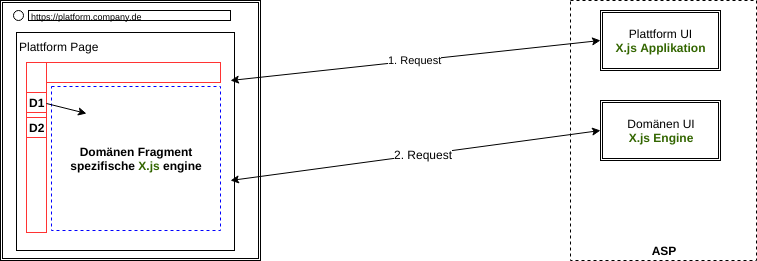 https://platform.company.de
Plattform Page
D1
D2
Domänen Fragment
spezifische X.js engine
1. Request
2. Request
Plattform UI
X.js Applikation
Domänen UI
X.js Engine
ASP